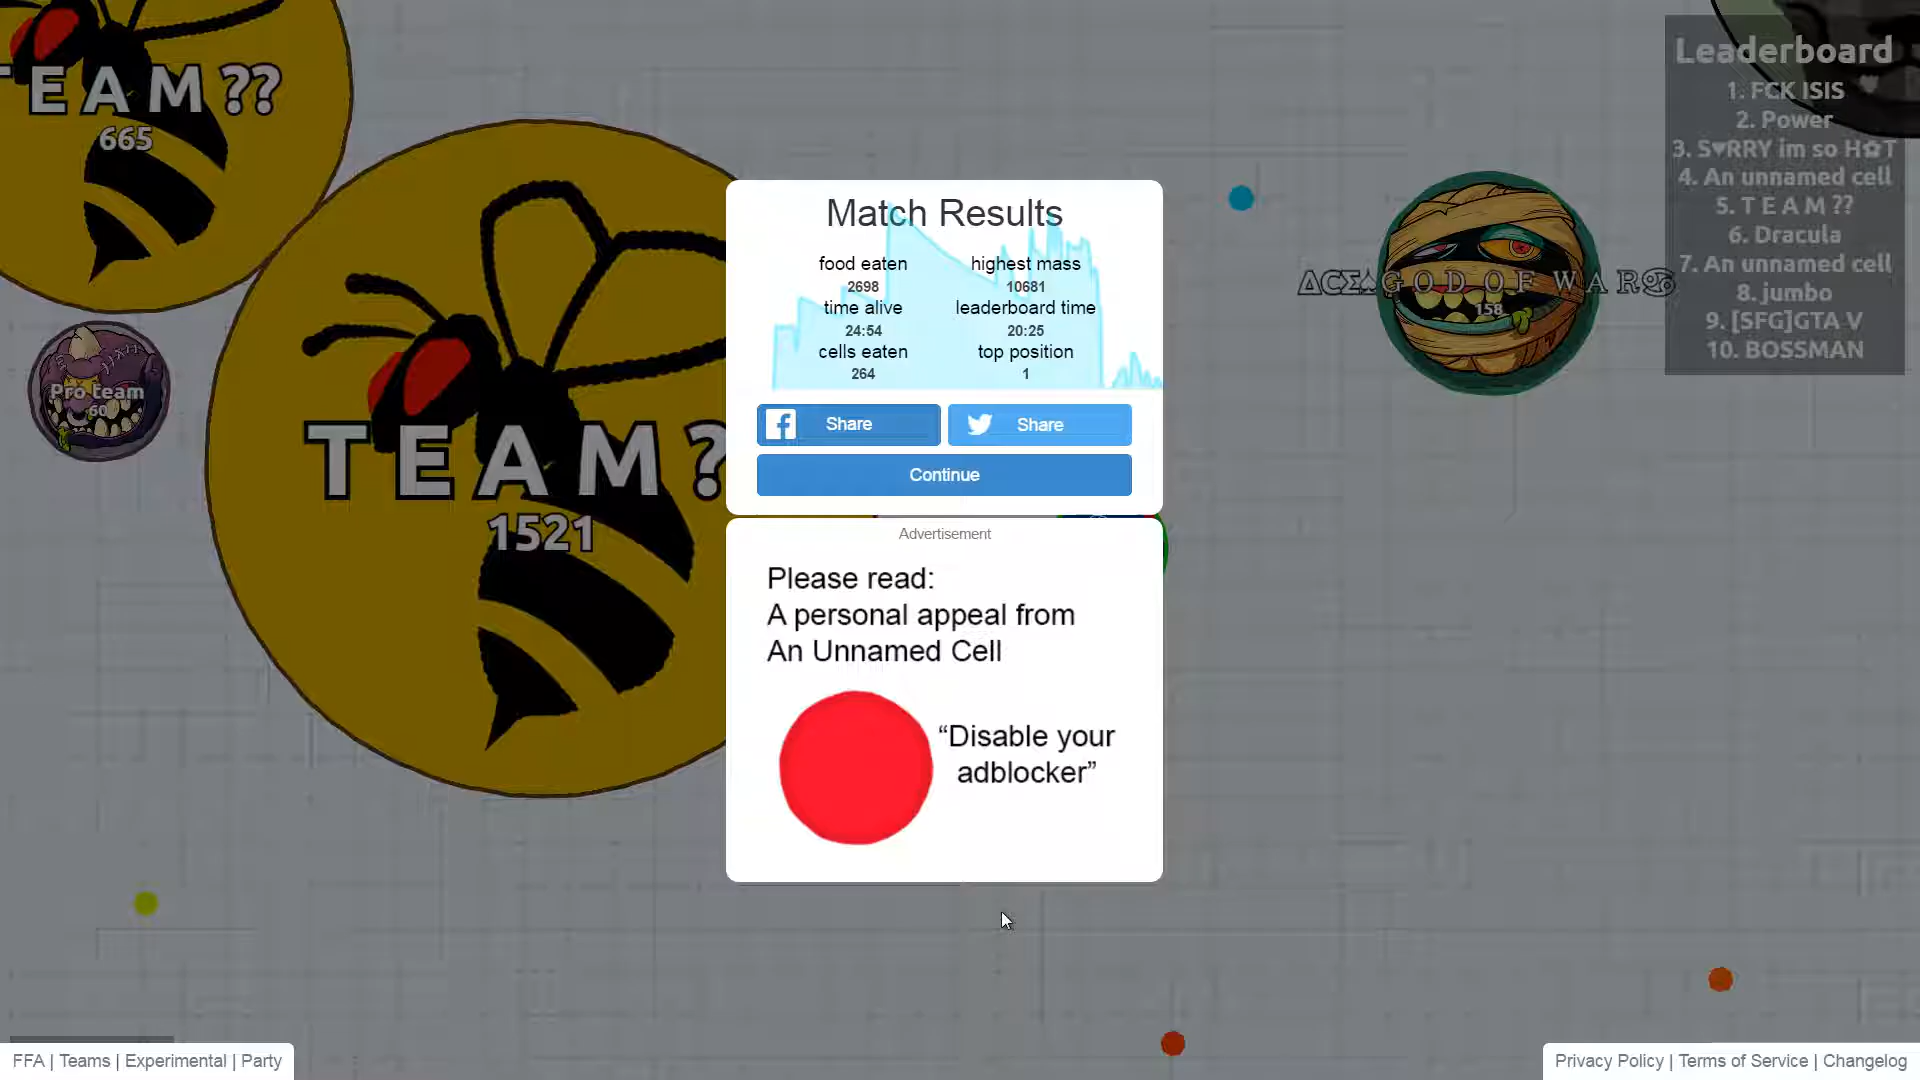 T E A M ??
665
T E A M ?
1521
Pro team
60
Match Results
food eaten
2698
highest mass
10681
time alive
24:54
leaderboard time
20:25
cells eaten
264
top position
1
Share
Share
Continue
Advertisement
Please read:
A personal appeal from
An Unnamed Cell
“Disable your
adblocker”
G O D O F W A R
158
Leaderboard
1. FCK ISIS
2. Power
3. S♥RRY im so H✿T
4. An unnamed cell
5. T E A M ??
6. Dracula
7. An unnamed cell
8. jumbo
9. [SFG]GTA V
10. BOSSMAN
FFA | Teams | Experimental | Party
Privacy Policy | Terms of Service | Changelog